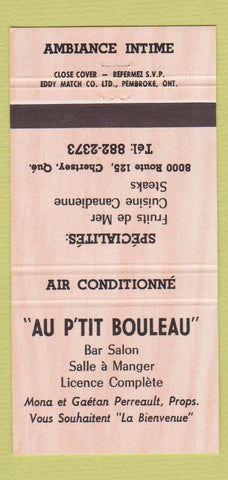 AMBIANCE INTIME
CLOSE COVER — REFERMEZ S.V.P.
EDDY MATCH CO. LTD., PEMBROKE, ONT.
SPÉCIALITÉS:
Fruits de Mer
Cuisine Canadienne
Steaks
8000 Route 125, Chertsey, Qué.
Tél: 882-2373
AIR CONDITIONNÉ
"AU P'TIT BOULEAU"
Bar Salon
Salle à Manger
Licence Complète
Mona et Gaétan Perreault, Props.
Vous Souhaitent "La Bienvenue"